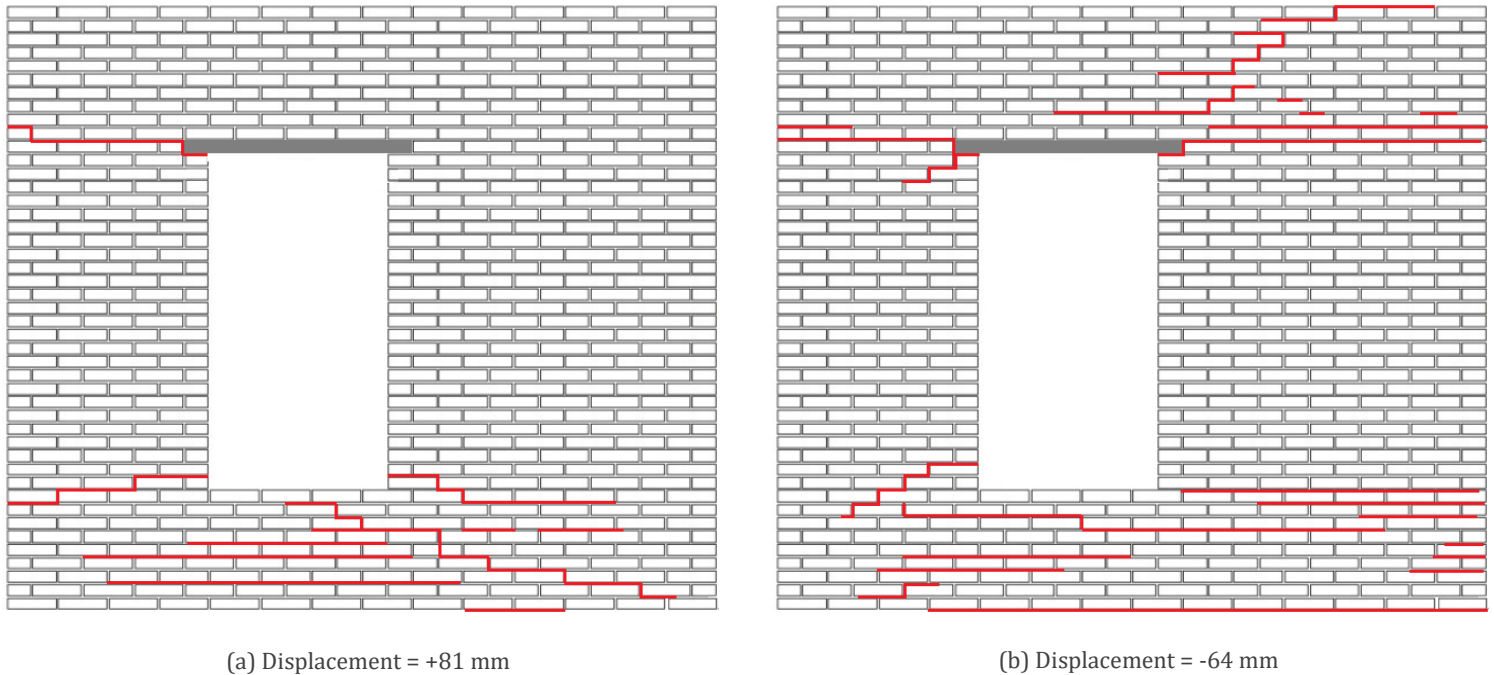 (a) Displacement = +81 mm
(b) Displacement = -64 mm